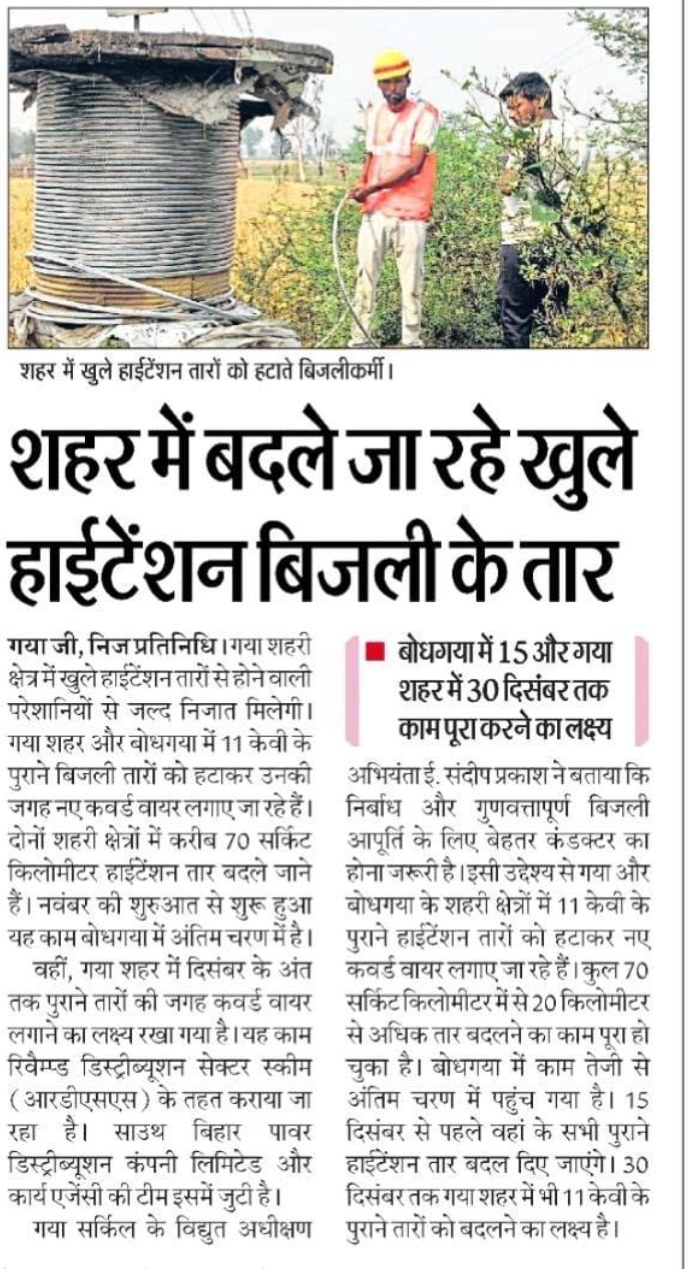 शहर में खुले हाईटेंशन तारों को हटाते बिजलीकर्मी।
शहर में बदले जा रहे खुले
हाईटेंशन बिजली के तार
गया जी, निज प्रतिनिधि। गया शहरी
क्षेत्र में खुले हाईटेंशन तारों से होने वाली
परेशानियों से जल्द निजात मिलेगी।
गया शहर और बोधगया में 11 केवी के
पुराने बिजली तारों को हटाकर उनकी
जगह नए कवर्ड वायर लगाए जा रहे हैं।
दोनों शहरी क्षेत्रों में करीब 70 सर्किट
किलोमीटर हाईटेंशन तार बदले जाने
हैं। नवंबर की शुरुआत से शुरू हुआ
यह काम बोधगया में अंतिम चरण में है।
वहीं, गया शहर में दिसंबर के अंत
तक पुराने तारों की जगह कवर्ड वायर
लगाने का लक्ष्य रखा गया है। यह काम
रिवैम्प्ड डिस्ट्रीब्यूशन सेक्टर स्कीम
(आरडीएसएस) के तहत कराया जा
रहा है। साउथ बिहार पावर
डिस्ट्रीब्यूशन कंपनी लिमिटेड और
कार्य एजेंसी की टीम इसमें जुटी है।
गया सर्किल के विद्युत अधीक्षण
बोधगया में 15 और गया
शहर में 30 दिसंबर तक
काम पूरा करने का लक्ष्य
अभियंता ई. संदीप प्रकाश ने बताया कि
निर्बाध और गुणवत्तापूर्ण बिजली
आपूर्ति के लिए बेहतर कंडक्टर का
होना जरूरी है। इसी उद्देश्य से गया और
बोधगया के शहरी क्षेत्रों में 11 केवी के
पुराने हाईटेंशन तारों को हटाकर नए
कवर्ड वायर लगाए जा रहे हैं। कुल 70
सर्किट किलोमीटर में से 20 किलोमीटर
से अधिक तार बदलने का काम पूरा हो
चुका है। बोधगया में काम तेजी से
अंतिम चरण में पहुंच गया है। 15
दिसंबर से पहले वहां के सभी पुराने
हाईटेंशन तार बदल दिए जाएंगे। 30
दिसंबर तक गया शहर में भी 11 केवी के
पुराने तारों को बदलने का लक्ष्य है।